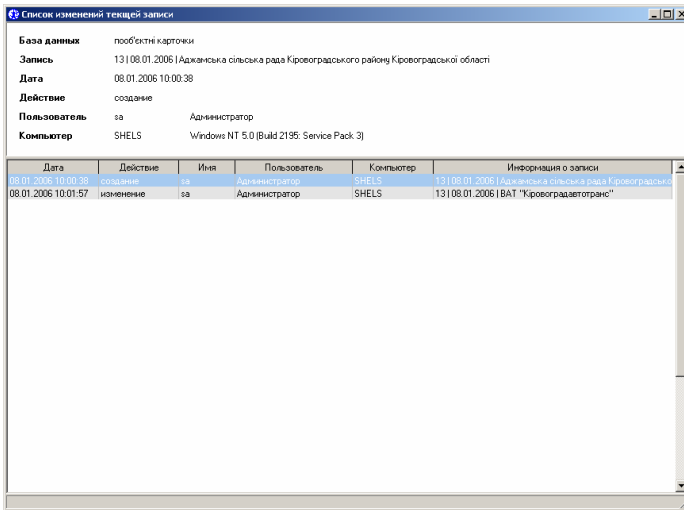 Список изменений текщей записи
База данных пооб'єктні карточки
Запись 13 | 08.01.2006 | Аджамська сільська рада Кіровоградського району Кіровоградської області
Дата 08.01.2006 10:00:38
Действие создание
Пользователь sa Администратор
Компьютер SHELS Windows NT 5.0 (Build 2195: Service Pack 3)
Дата Действие Имя Пользователь Компьютер Информация о записи
08.01.2006 10:00:38 создание sa Администратор SHELS 13 | 08.01.2006 | Аджамська сільська рада Кіровоградсько
08.01.2006 10:01:57 изменение sa Администратор SHELS 13 | 08.01.2006 | ВАТ "Кіровоградавтотранс"